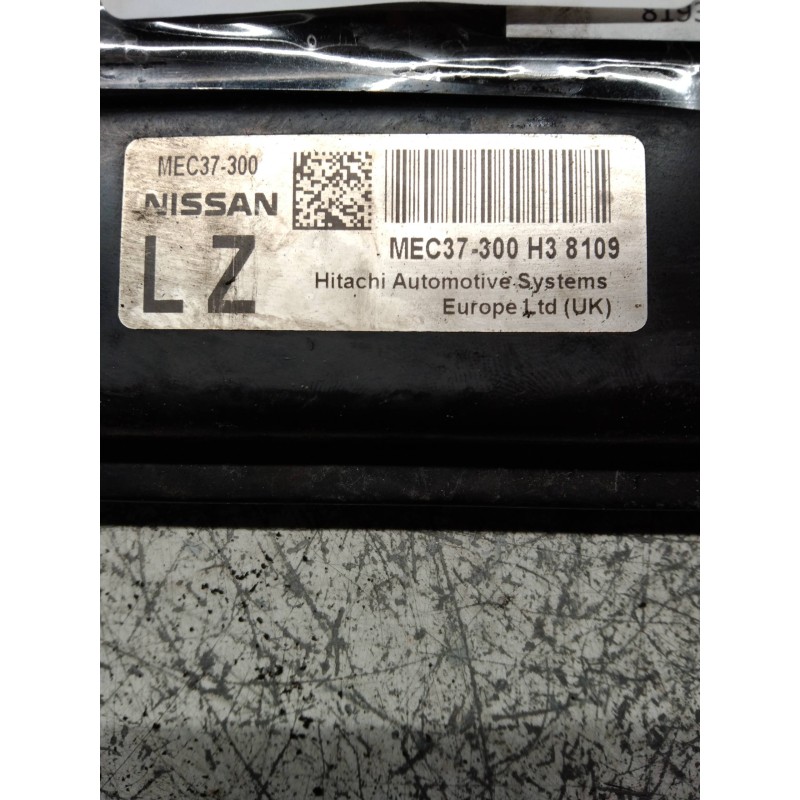 MEC37-300
NISSAN
LZ
MEC37-300 H3 8109
Hitachi Automotive Systems
Europe Ltd (UK)